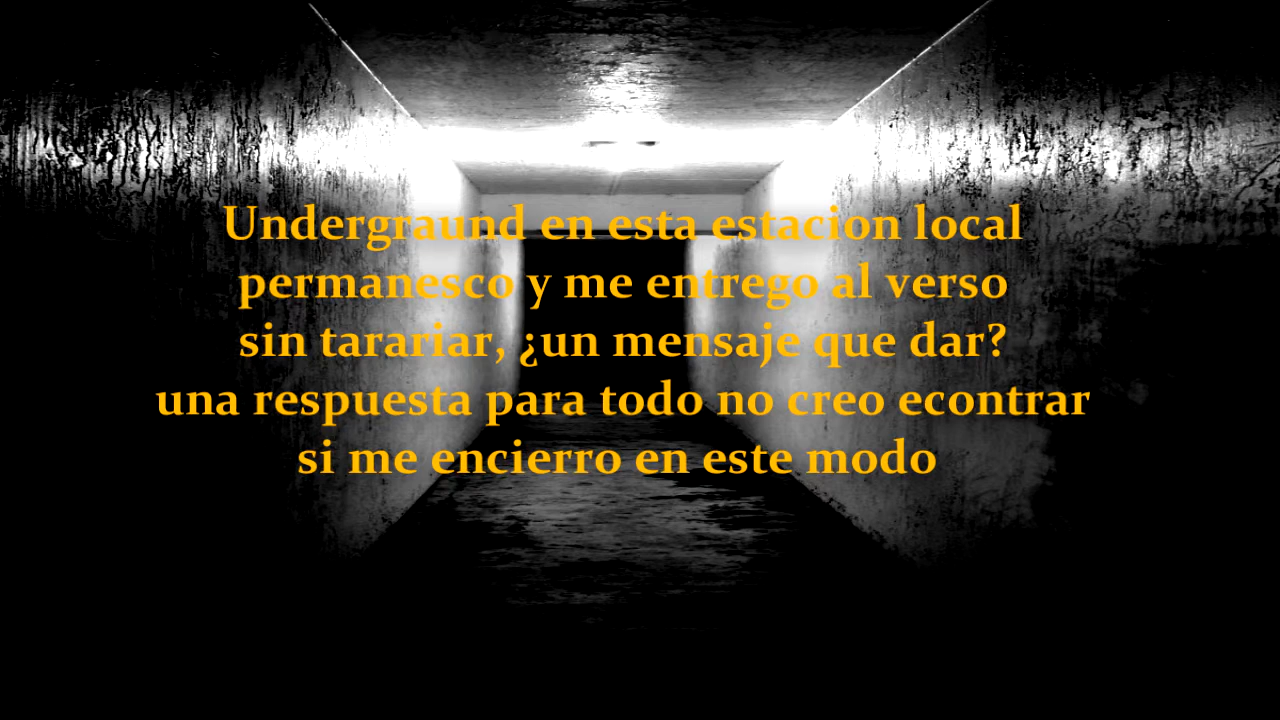 Undergraund en esta estacion local
permanesco y me entrego al verso
sin tarariar, ¿un mensaje que dar?
una respuesta para todo no creo econtrar
si me encierro en este modo